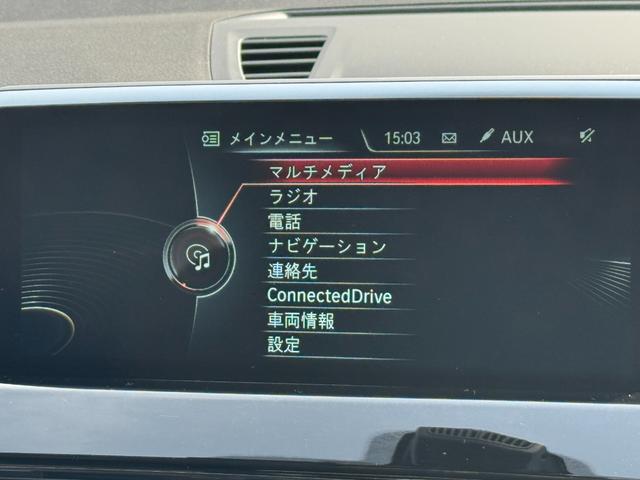 メインメニュー 15:03 AUX
マルチメディア
ラジオ
電話
ナビゲーション
連絡先
ConnectedDrive
車両情報
設定